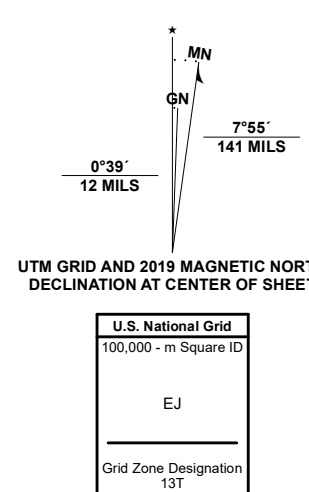 ★
MN
GN
7°55´
141 MILS
0°39´
12 MILS
UTM GRID AND 2019 MAGNETIC NORT
DECLINATION AT CENTER OF SHEET
U.S. National Grid
100,000 - m Square ID
EJ
Grid Zone Designation
13T